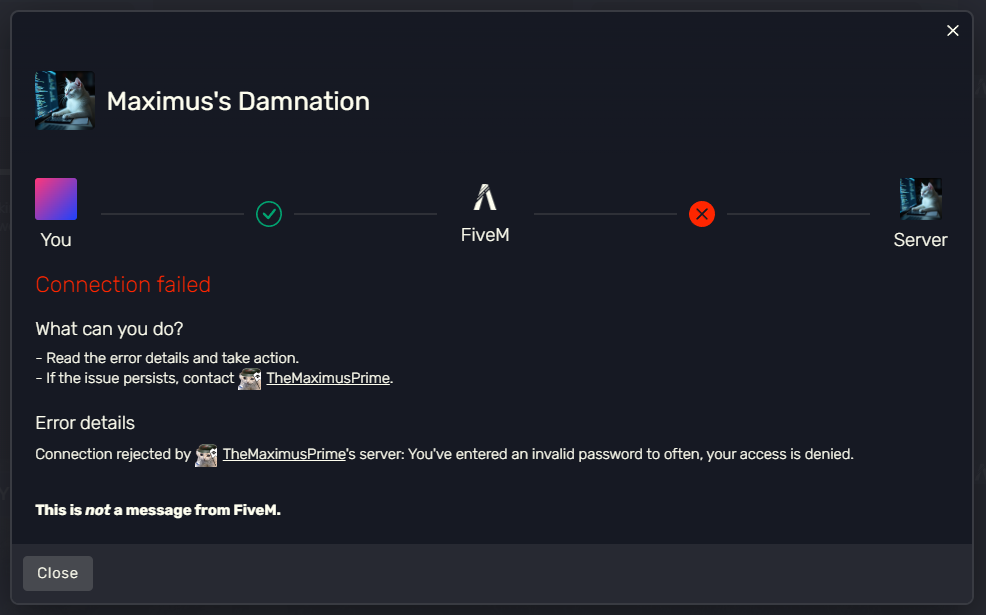 Maximus's Damnation
You
FiveM
Server
Connection failed
What can you do?
- Read the error details and take action.
- If the issue persists, contact TheMaximusPrime.
Error details
Connection rejected by TheMaximusPrime's server: You've entered an invalid password to often, your access is denied.
This is not a message from FiveM.
Close